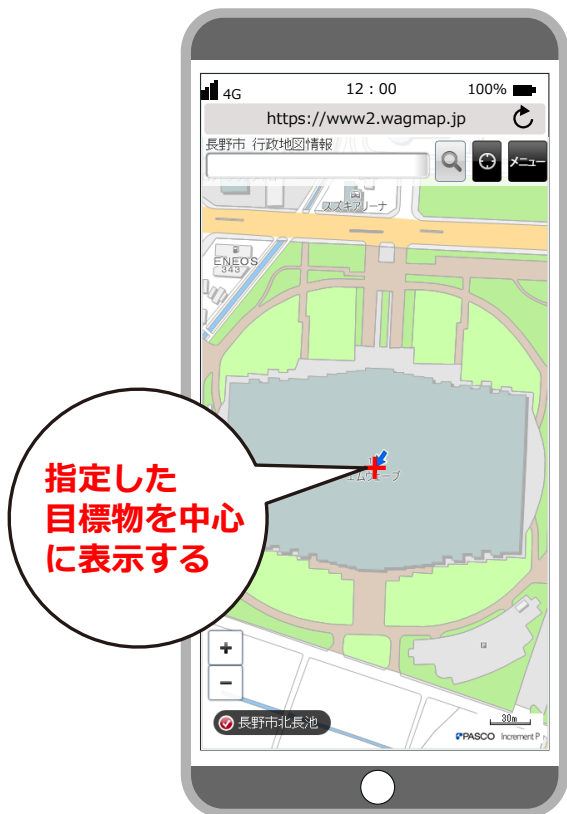 4G
12：00
100%
https://www2.wagmap.jp
長野市 行政地図情報
メニュー
スズキアリーナ
ENEOS
343
エムウェーブ
指定した
目標物を中心
に表示する
+
−
長野市北長池
30m
PASCO Increment P